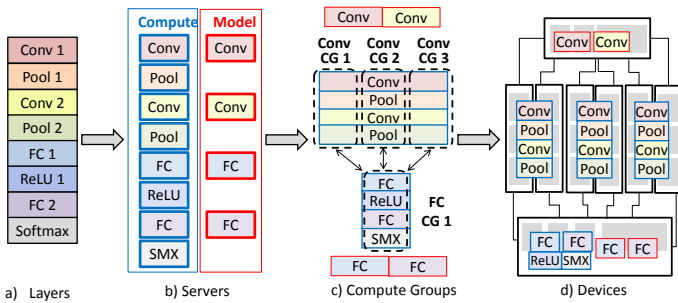 Conv 1
Pool 1
Conv 2
Pool 2
FC 1
ReLU 1
FC 2
Softmax
a) Layers
Compute Model
Conv Conv
Pool
Conv Conv
Pool
FC FC
ReLU
FC FC
SMX
b) Servers
Conv Conv
Conv Conv Conv
CG 1 CG 2 CG 3
Conv
Pool
Conv
Pool
FC
ReLU
FC
SMX
FC
CG 1
FC FC
c) Compute Groups
Conv Conv
Conv Conv Conv
Pool Pool Pool
Conv Conv Conv
Pool Pool Pool
FC FC FC FC
ReLU SMX
d) Devices